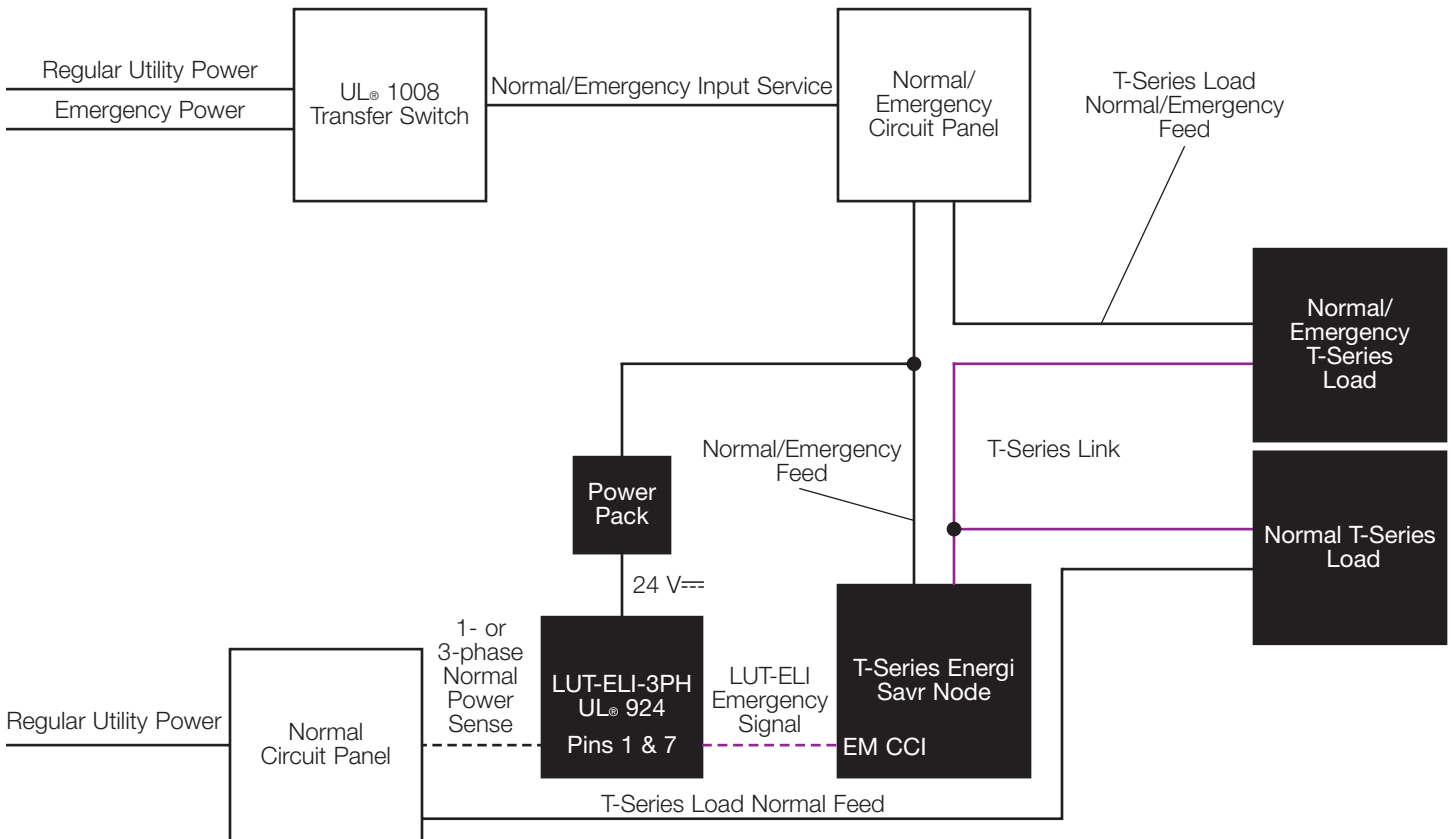 Regular Utility Power
Emergency Power
UL® 1008
Transfer Switch
Normal/Emergency Input Service
Normal/
Emergency
Circuit Panel
T-Series Load
Normal/Emergency
Feed
Normal/
Emergency
T-Series
Load
Normal/Emergency
Feed
T-Series Link
Power
Pack
Normal T-Series
Load
24 V⎓
1- or
3-phase
Normal
Power
Sense
LUT-ELI-3PH
UL® 924
Pins 1 & 7
LUT-ELI
Emergency
Signal
T-Series Energi
Savr Node
EM CCI
Regular Utility Power
Normal
Circuit Panel
T-Series Load Normal Feed